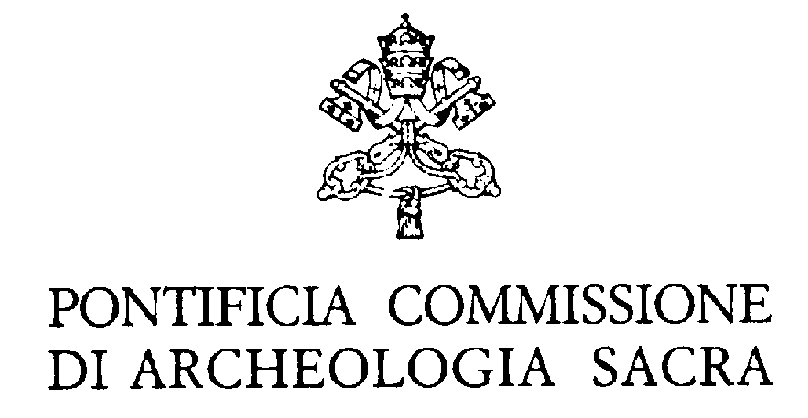 PONTIFICIA COMMISSIONE
DI ARCHEOLOGIA SACRA